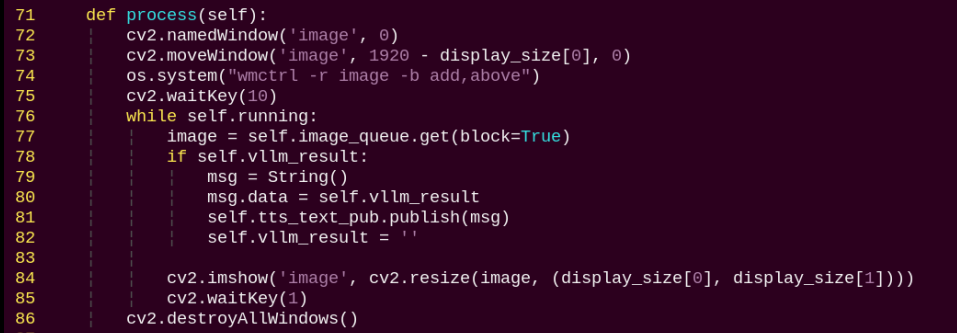 71 def process(self):
72 cv2.namedWindow('image', 0)
73 cv2.moveWindow('image', 1920 - display_size[0], 0)
74 os.system("wmctrl -r image -b add,above")
75 cv2.waitKey(10)
76 while self.running:
77 image = self.image_queue.get(block=True)
78 if self.vllm_result:
79 msg = String()
80 msg.data = self.vllm_result
81 self.tts_text_pub.publish(msg)
82 self.vllm_result = ''
83
84 cv2.imshow('image', cv2.resize(image, (display_size[0], display_size[1])))
85 cv2.waitKey(1)
86 cv2.destroyAllWindows()